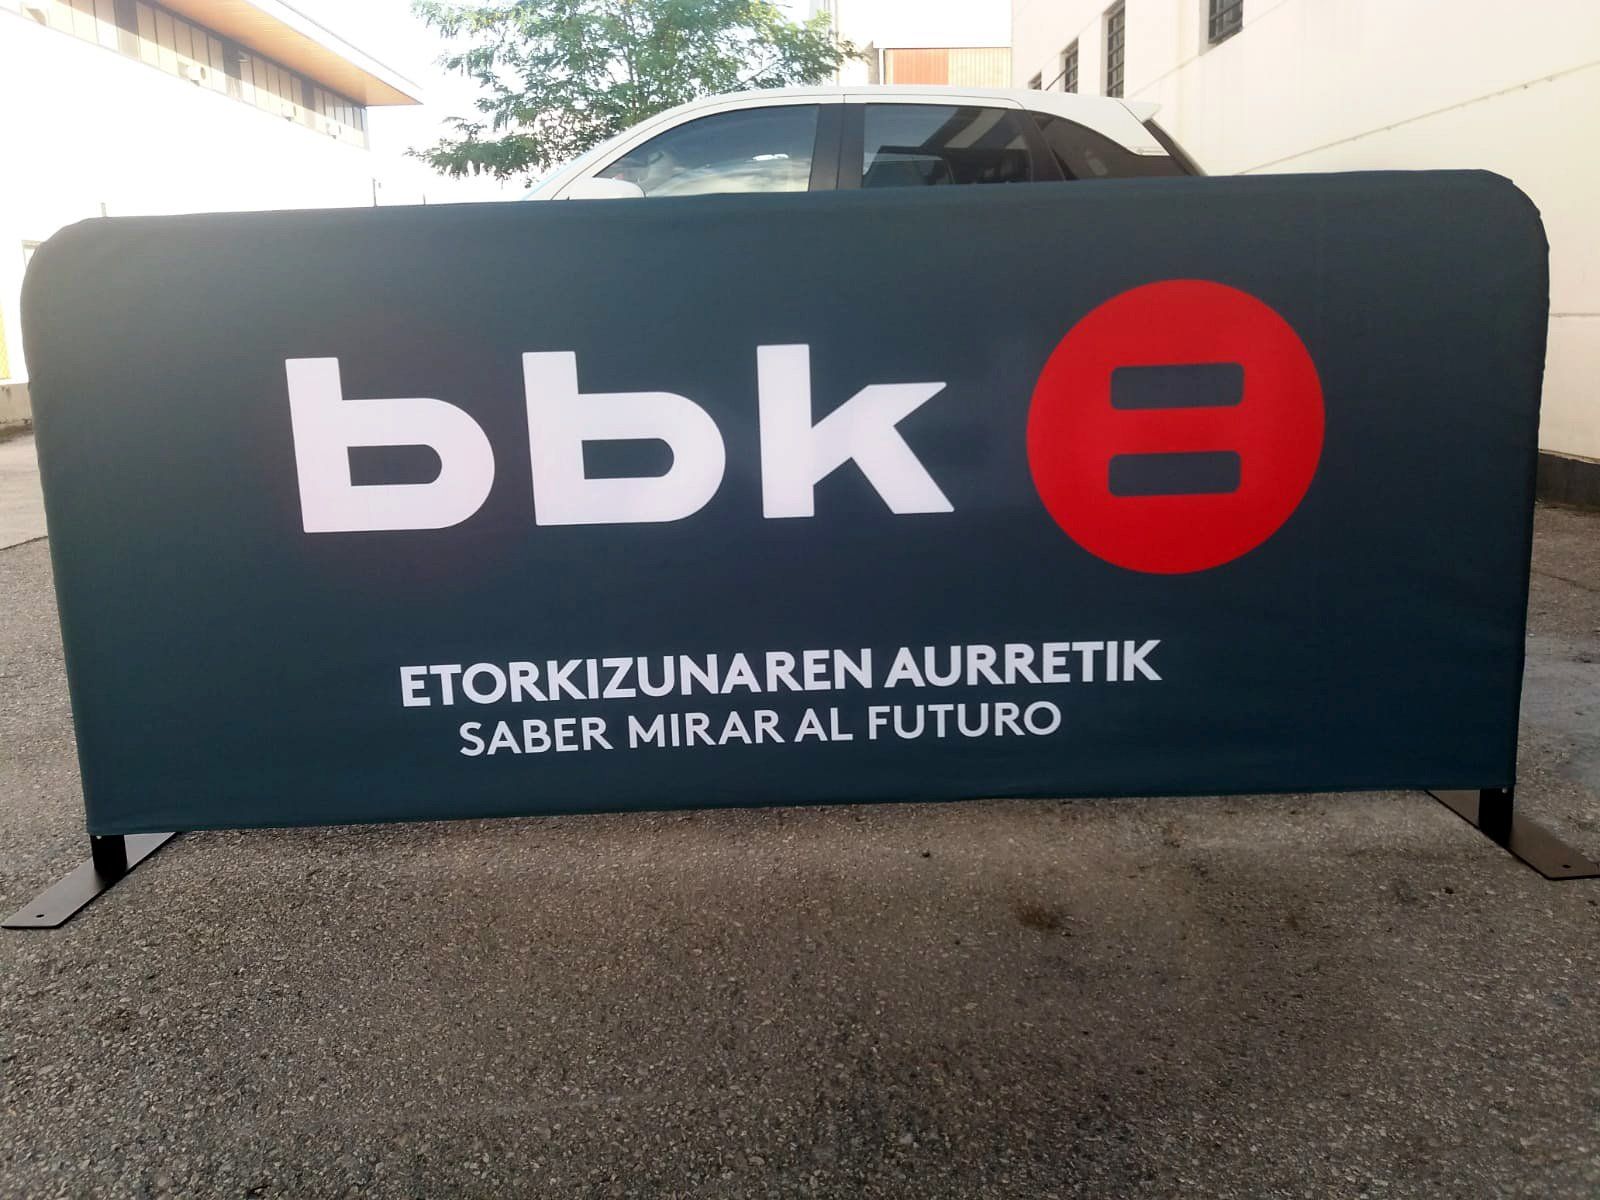 bbk
ETORKIZUNAREN AURRETIK
SABER MIRAR AL FUTURO